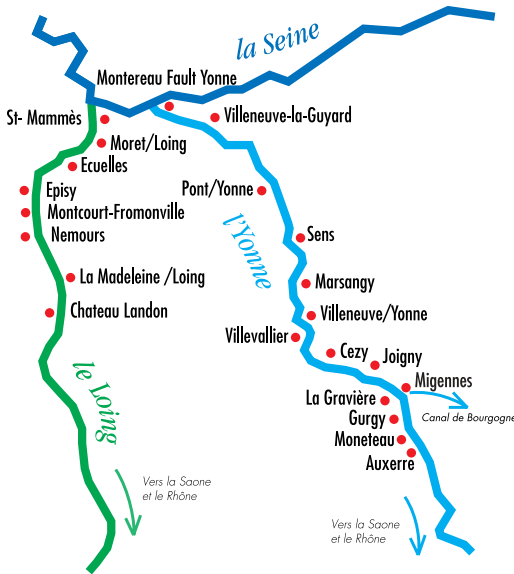 la Seine
Montereau Fault Yonne
St- Mammès
Villeneuve-la-Guyard
Moret/Loing
Ecuelles
Episy
Pont/Yonne
Montcourt-Fromonville
l'Yonne
Nemours
Sens
La Madeleine /Loing
Marsangy
Chateau Landon
Villeneuve/Yonne
Villevallier
Cezy
Joigny
le Loing
Migennes
La Gravière
Canal de Bourgogne
Gurgy
Moneteau
Auxerre
Vers la Saone
et le Rhône
Vers la Saone
et le Rhône